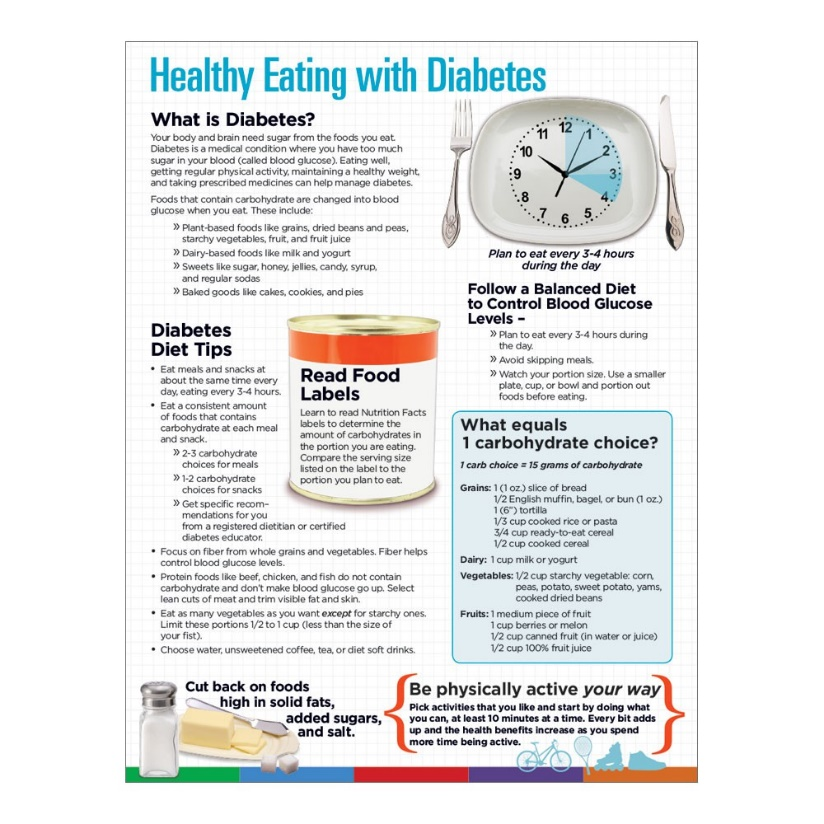 Healthy Eating with Diabetes
What is Diabetes?
Your body and brain need sugar from the foods you eat.
Diabetes is a medical condition where you have too much
sugar in your blood (called blood glucose). Eating well,
getting regular physical activity, maintaining a healthy weight,
and taking prescribed medicines can help manage diabetes.
Foods that contain carbohydrate are changed into blood
glucose when you eat. These include:
» Plant-based foods like grains, dried beans and peas,
starchy vegetables, fruit, and fruit juice
» Dairy-based foods like milk and yogurt
» Sweets like sugar, honey, jellies, candy, syrup,
and regular sodas
» Baked goods like cakes, cookies, and pies
12
1
2
3
4
5
6
7
8
9
10
11
Plan to eat every 3-4 hours
during the day
Follow a Balanced Diet
to Control Blood Glucose
Levels –
» Plan to eat every 3-4 hours during
the day.
» Avoid skipping meals.
» Watch your portion size. Use a smaller
plate, cup, or bowl and portion out
foods before eating.
Diabetes
Diet Tips
• Eat meals and snacks at
about the same time every
day, eating every 3-4 hours.
• Eat a consistent amount
of foods that contains
carbohydrate at each meal
and snack.
» 2-3 carbohydrate
choices for meals
» 1-2 carbohydrate
choices for snacks
» Get specific recom–
mendations for you
from a registered dietitian or certified
diabetes educator.
• Focus on fiber from whole grains and vegetables. Fiber helps
control blood glucose levels.
• Protein foods like beef, chicken, and fish do not contain
carbohydrate and don't make blood glucose go up. Select
lean cuts of meat and trim visible fat and skin.
• Eat as many vegetables as you want except for starchy ones.
Limit these portions 1/2 to 1 cup (less than the size of
your fist).
• Choose water, unsweetened coffee, tea, or diet soft drinks.
Read Food
Labels
Learn to read Nutrition Facts
labels to determine the
amount of carbohydrates in
the portion you are eating.
Compare the serving size
listed on the label to the
portion you plan to eat.
What equals
1 carbohydrate choice?
1 carb choice = 15 grams of carbohydrate
Grains: 1 (1 oz.) slice of bread
1/2 English muffin, bagel, or bun (1 oz.)
1 (6") tortilla
1/3 cup cooked rice or pasta
3/4 cup ready-to-eat cereal
1/2 cup cooked cereal
Dairy: 1 cup milk or yogurt
Vegetables: 1/2 cup starchy vegetable: corn,
peas, potato, sweet potato, yams,
cooked dried beans
Fruits: 1 medium piece of fruit
1 cup berries or melon
1/2 cup canned fruit (in water or juice)
1/2 cup 100% fruit juice
Cut back on foods
high in solid fats,
added sugars,
and salt.
Be physically active your way
Pick activities that you like and start by doing what
you can, at least 10 minutes at a time. Every bit adds
up and the health benefits increase as you spend
more time being active.